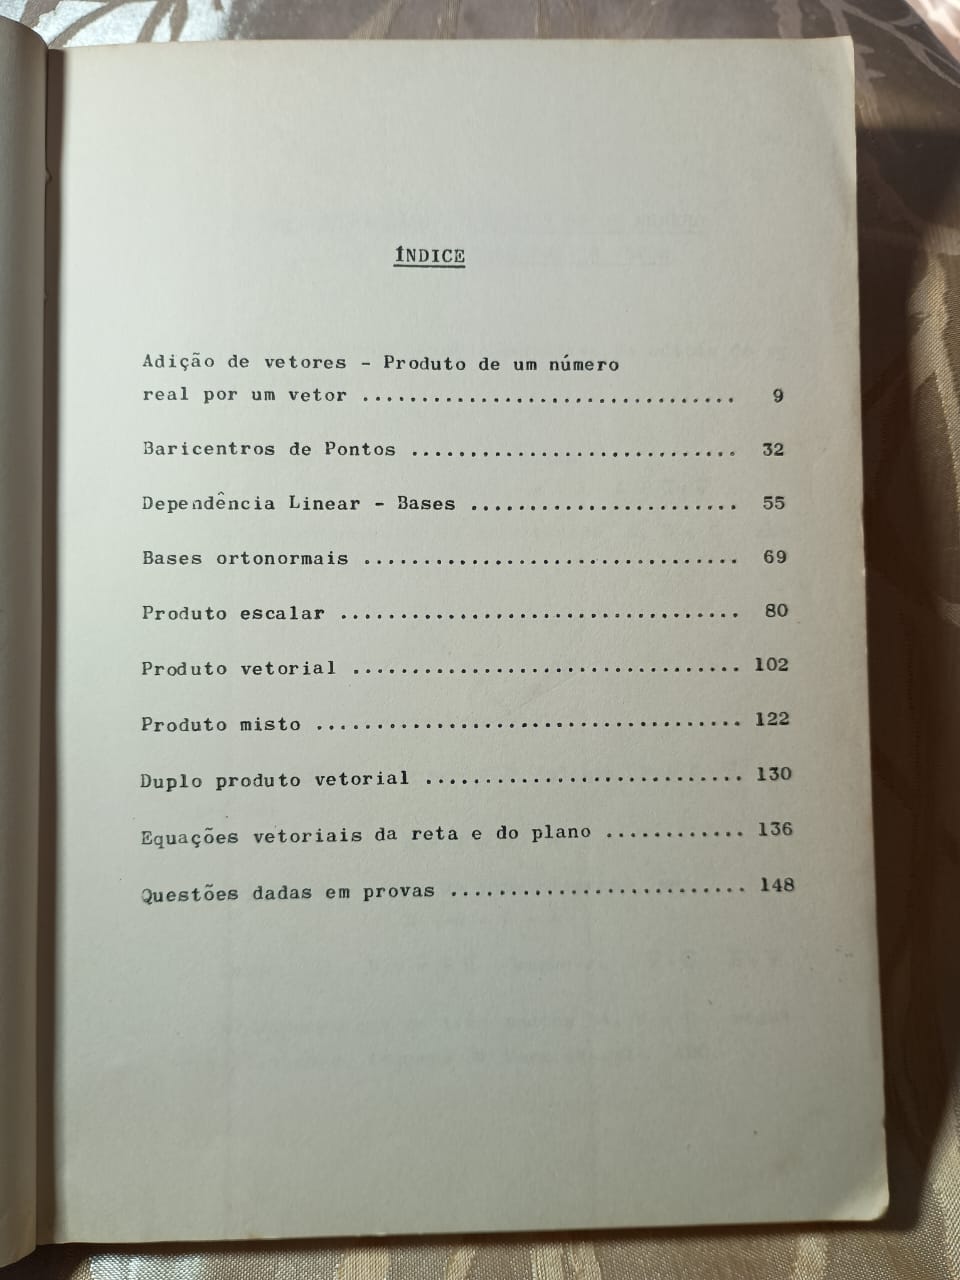 ÍNDICE
Adição de vetores - Produto de um número
real por um vetor ................................ 9
Baricentros de Pontos ............................ 32
Dependência Linear - Bases ....................... 55
Bases ortonormais ................................ 69
Produto escalar .................................. 80
Produto vetorial ................................. 102
Produto misto .................................... 122
Duplo produto vetorial ........................... 130
Equações vetoriais da reta e do plano ............ 136
Questões dadas em provas ......................... 148